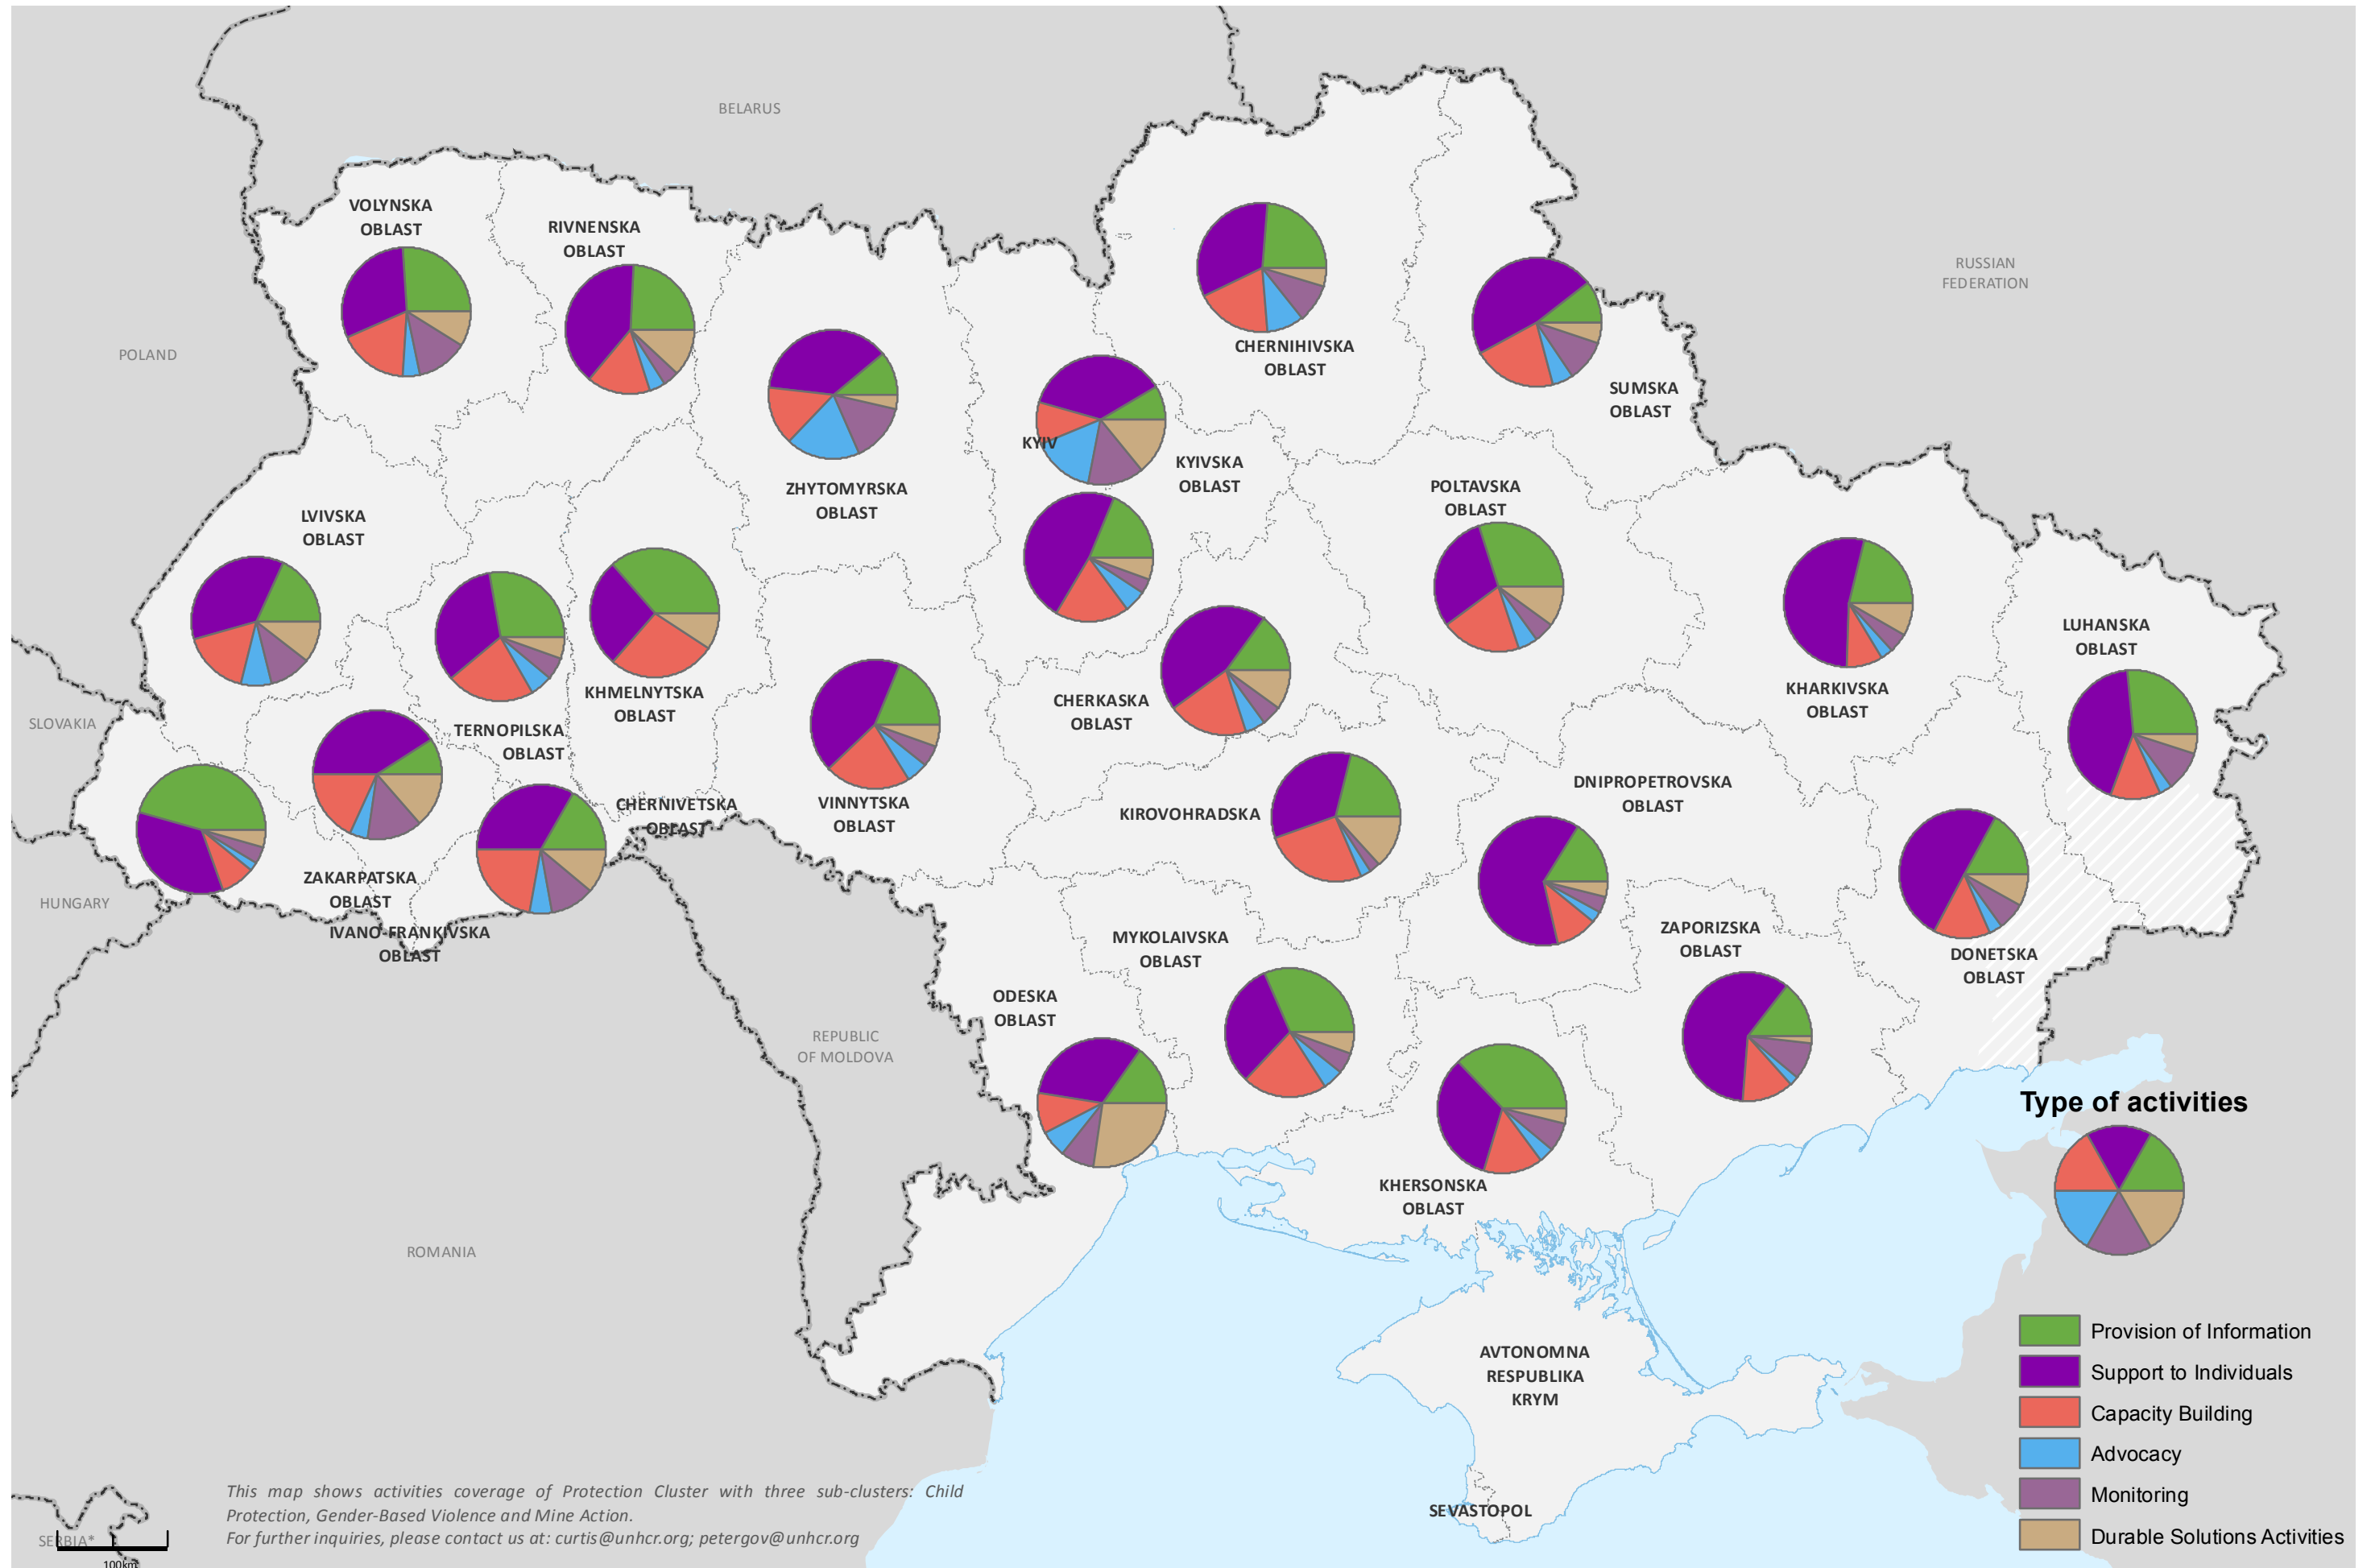 BELARUS
VOLYNSKA
OBLAST
RIVNENSKA
OBLAST
RUSSIAN
FEDERATION
POLAND
CHERNIHIVSKA
OBLAST
SUMSKA
OBLAST
KYIV
KYIVSKA
OBLAST
ZHYTOMYRSKA
OBLAST
POLTAVSKA
OBLAST
LVIVSKA
OBLAST
LUHANSKA
OBLAST
KHMELNYTSKA
OBLAST
KHARKIVSKA
OBLAST
CHERKASKA
OBLAST
SLOVAKIA
TERNOPILSKA
OBLAST
DNIPROPETROVSKA
OBLAST
CHERNIVETSKA
OBLAST
VINNYTSKA
OBLAST
KIROVOHRADSKA
ZAKARPATSKA
OBLAST
HUNGARY
IVANO-FRANKIVSKA
OBLAST
ZAPORIZSKA
OBLAST
MYKOLAIVSKA
OBLAST
DONETSKA
OBLAST
ODESKA
OBLAST
REPUBLIC
OF MOLDOVA
Type of activities
KHERSONSKA
OBLAST
ROMANIA
Provision of Information
Support to Individuals
Capacity Building
Advocacy
Monitoring
Durable Solutions Activities
AVTONOMNA
RESPUBLIKA
KRYM
SEVASTOPOL
This map shows activities coverage of Protection Cluster with three sub-clusters: Child
Protection, Gender-Based Violence and Mine Action.
For further inquiries, please contact us at: curtis@unhcr.org; petergov@unhcr.org
SERBIA*
100km